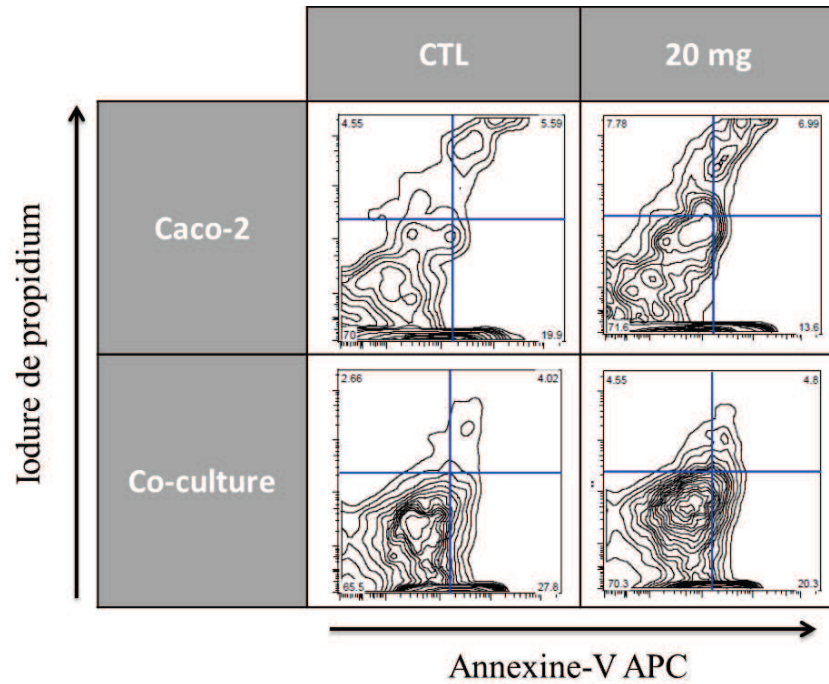 CTL 20 mg
Iodure de propidium
Caco-2
4.55 5.59
70 19.9
7.78 6.99
71.6 13.6
Co-culture
2.66 4.02
65.5 27.8
4.55 4.8
70.3 20.3
Annexine-V APC